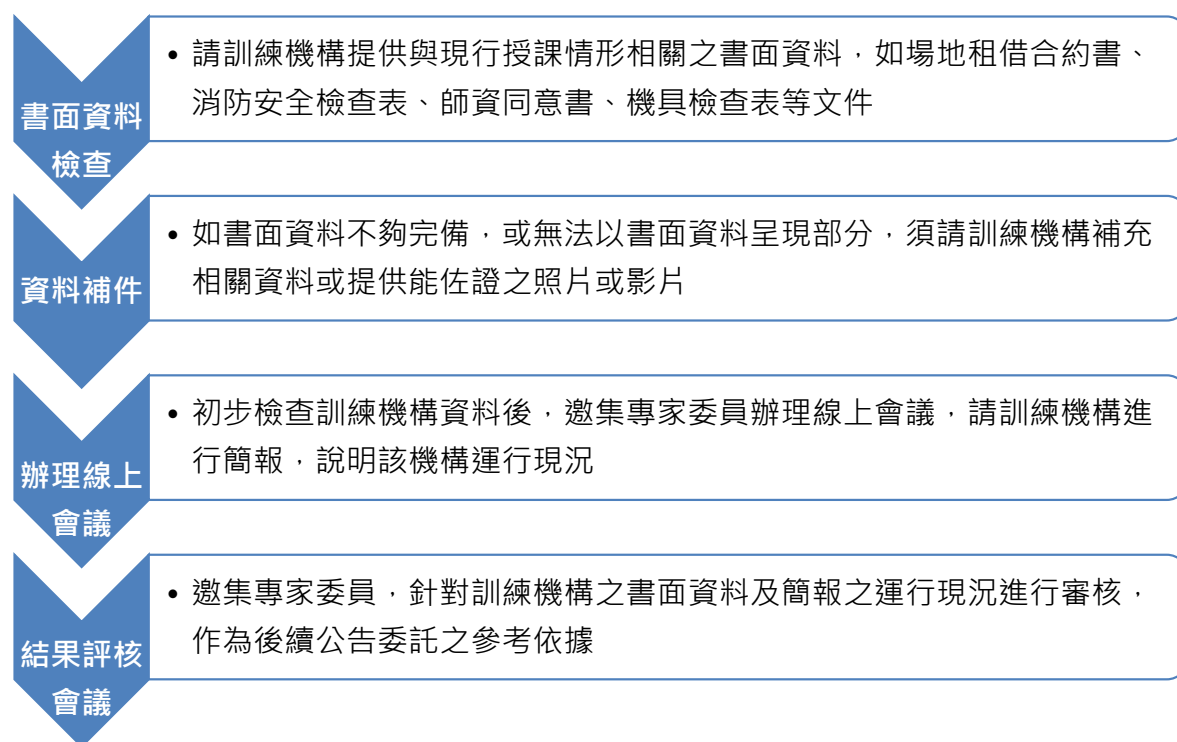 書面資料
檢查
• 請訓練機構提供與現行授課情形相關之書面資料，如場地租借合約書、
消防安全檢查表、師資同意書、機具檢查表等文件
資料補件
• 如書面資料不夠完備，或無法以書面資料呈現部分，須請訓練機構補充
相關資料或提供能佐證之照片或影片
辦理線上
會議
• 初步檢查訓練機構資料後，邀集專家委員辦理線上會議，請訓練機構進
行簡報，說明該機構運行現況
結果評核
會議
• 邀集專家委員，針對訓練機構之書面資料及簡報之運行現況進行審核，
作為後續公告委託之參考依據